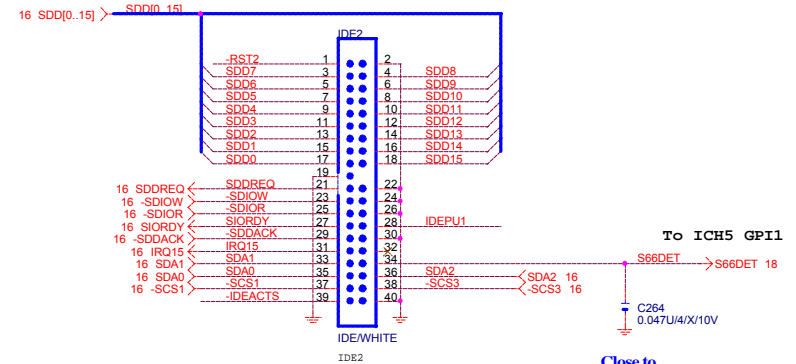 16 SDD[0..15] SDD[0..15]
IDE2
-RST2 1 2
SDD7 3 4 SDD8
SDD6 5 6 SDD9
SDD5 7 8 SDD10
SDD4 9 10 SDD11
SDD3 11 12 SDD12
SDD2 13 14 SDD13
SDD1 15 16 SDD14
SDD0 17 18 SDD15
19
16 SDDREQ SDDREQ 21 22
16 -SDIOW -SDIOW 23 24
16 -SDIOR -SDIOR 25 26
16 SIORDY SIORDY 27 28 IDEPU1
16 -SDDACK -SDDACK 29 30
16 IRQ15 IRQ15 31 32
To ICH5 GPI1
16 SDA1 SDA1 33 34 S66DET S66DET 18
16 SDA0 SDA0 35 36 SDA2 SDA2 16
16 -SCS1 -SCS1 37 38 -SCS3 -SCS3 16
-IDEACTS 39 40
C264
0.047U/4/X/10V
IDE/WHITE
IDE2
Close to